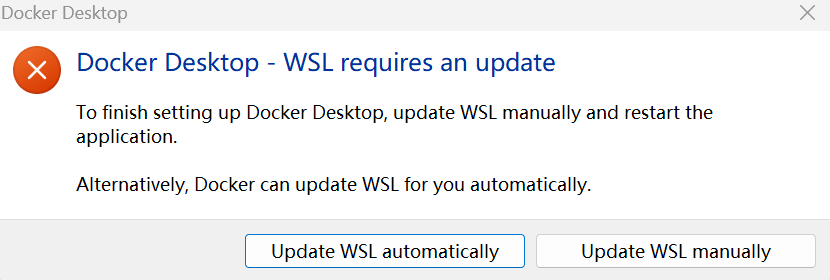 Docker Desktop
Docker Desktop - WSL requires an update
To finish setting up Docker Desktop, update WSL manually and restart the
application.
Alternatively, Docker can update WSL for you automatically.
Update WSL automatically
Update WSL manually